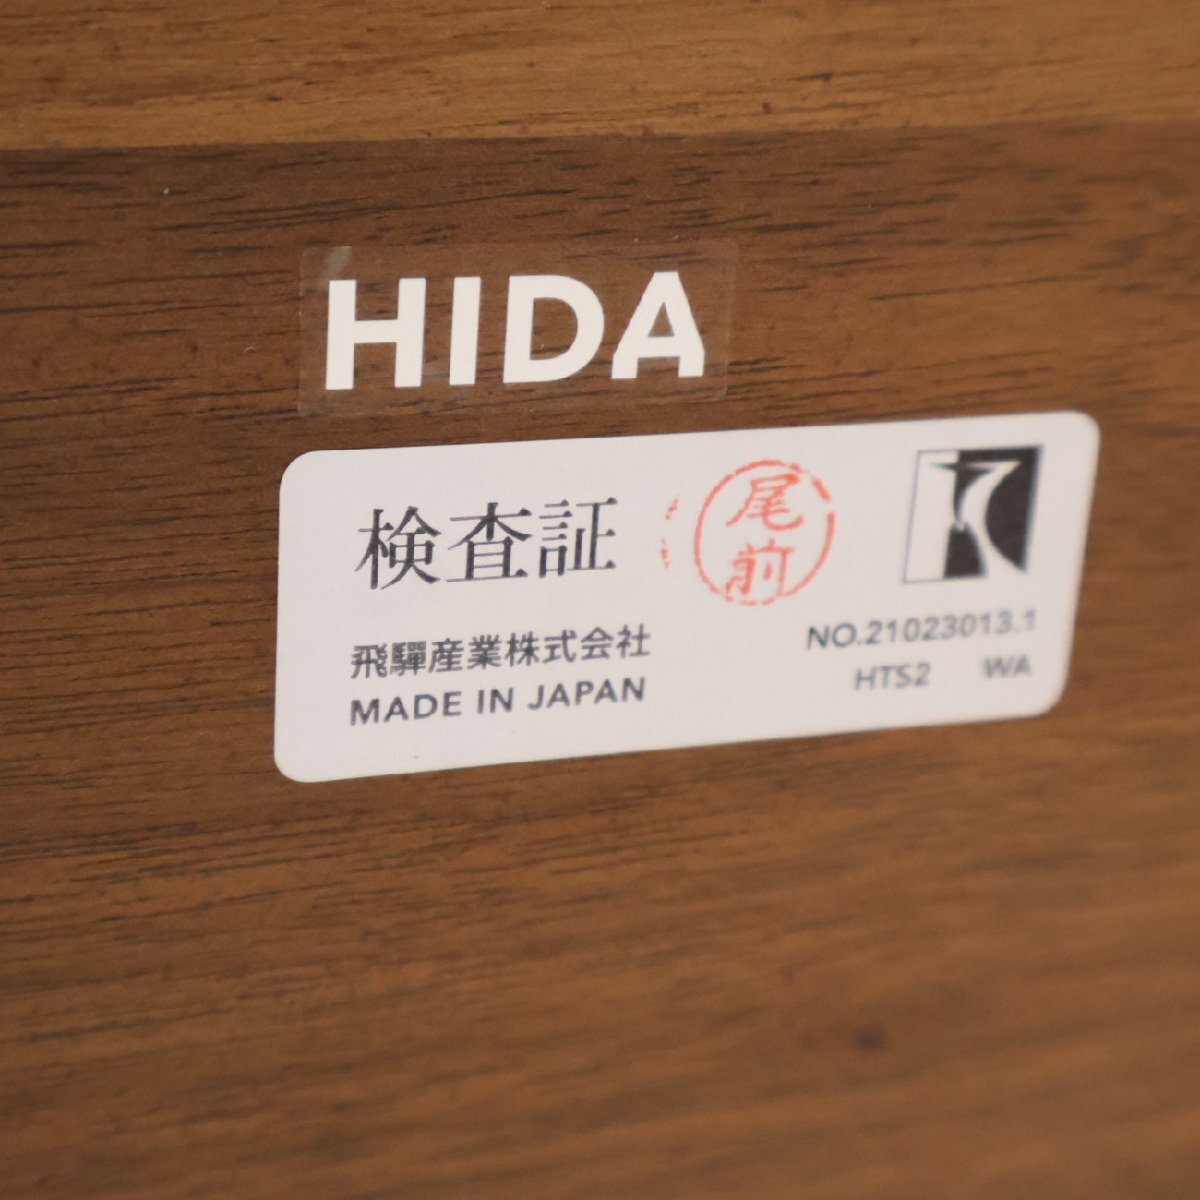 HIDA
検査証
尾前
飛驒産業株式会社
MADE IN JAPAN
NO.21023013.1
HTS2 WA